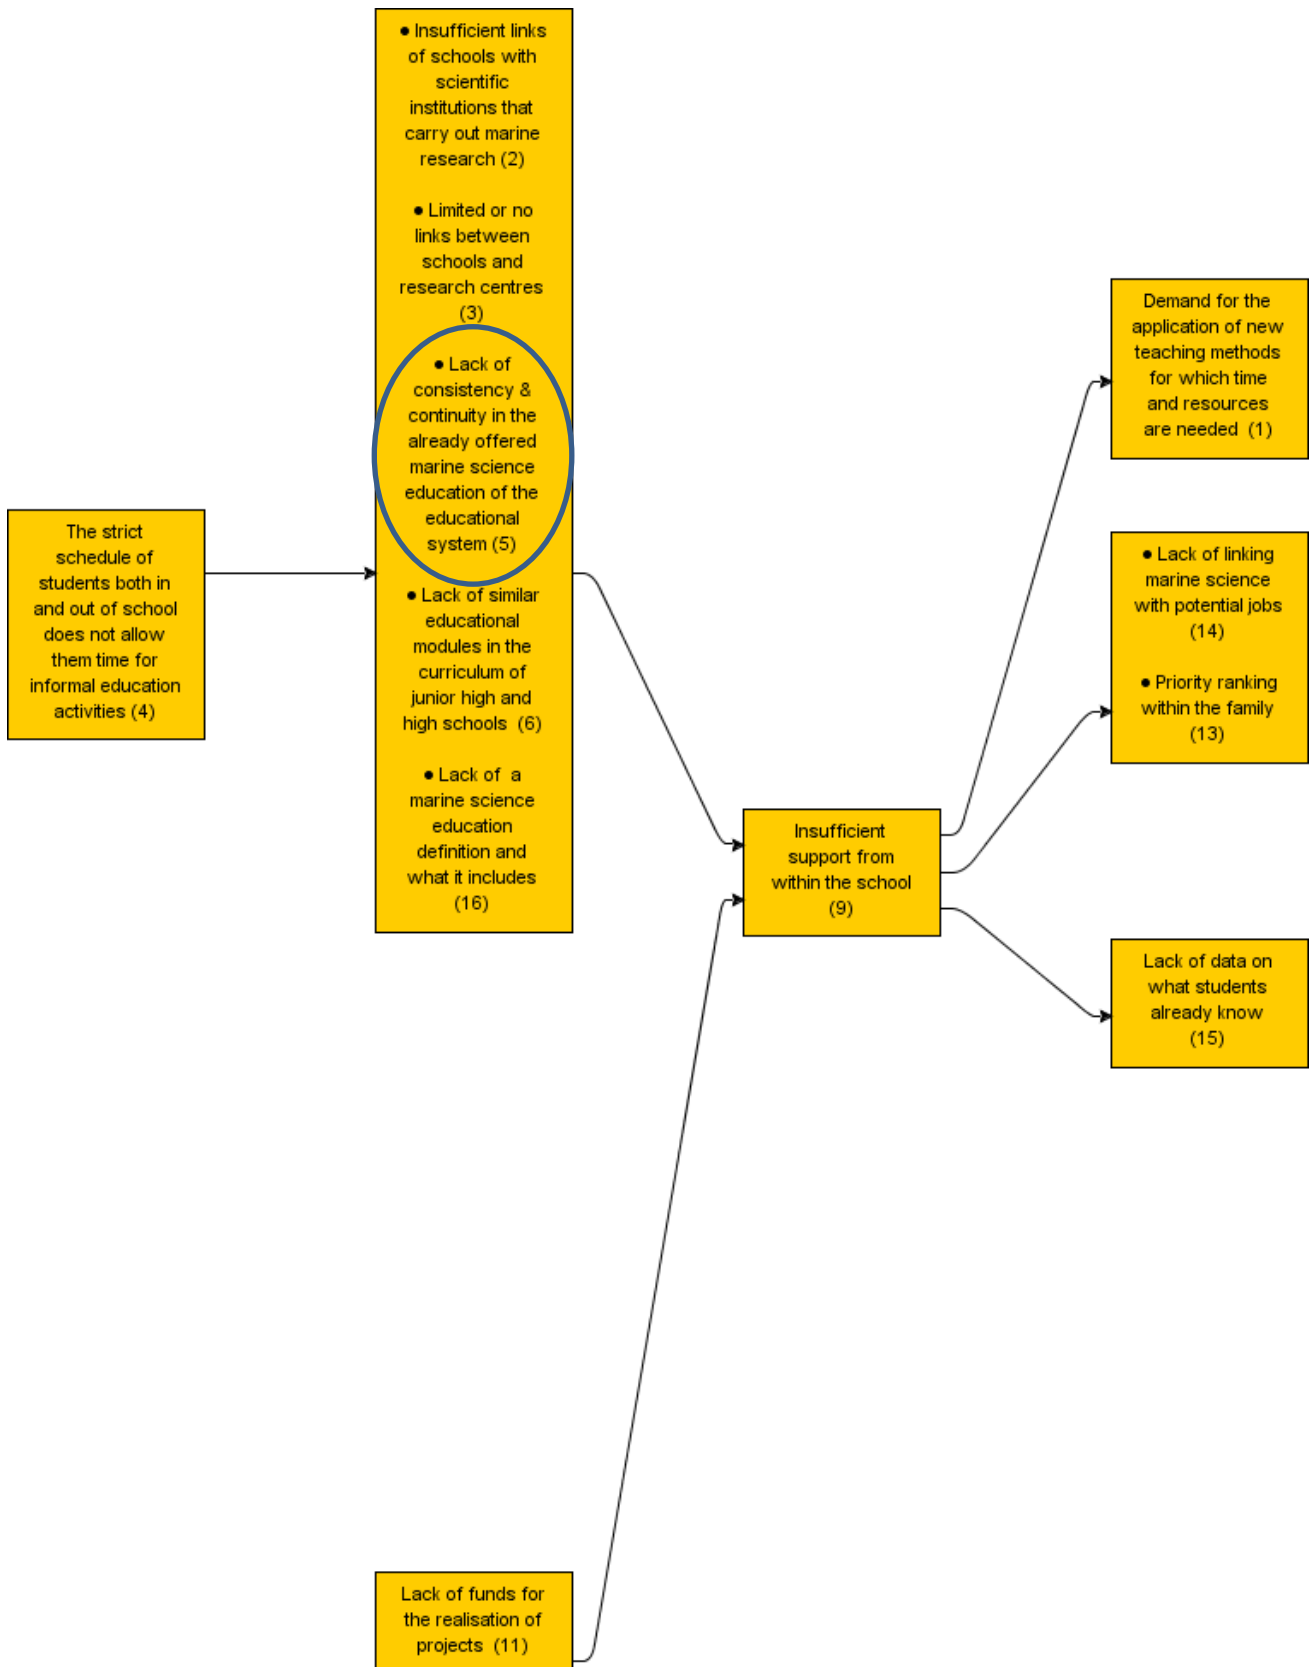 ● Insufficient links
of schools with
scientific
institutions that
carry out marine
research (2)
● Limited or no
links between
schools and
research centres
(3)
● Lack of
consistency &
continuity in the
already offered
marine science
education of the
educational
system (5)
● Lack of similar
educational
modules in the
curriculum of
junior high and
high schools (6)
● Lack of a
marine science
education
definition and
what it includes
(16)
The strict
schedule of
students both in
and out of school
does not allow
them time for
informal education
activities (4)
Demand for the
application of new
teaching methods
for which time
and resources
are needed (1)
● Lack of linking
marine science
with potential jobs
(14)
● Priority ranking
within the family
(13)
Insufficient
support from
within the school
(9)
Lack of data on
what students
already know
(15)
Lack of funds for
the realisation of
projects (11)